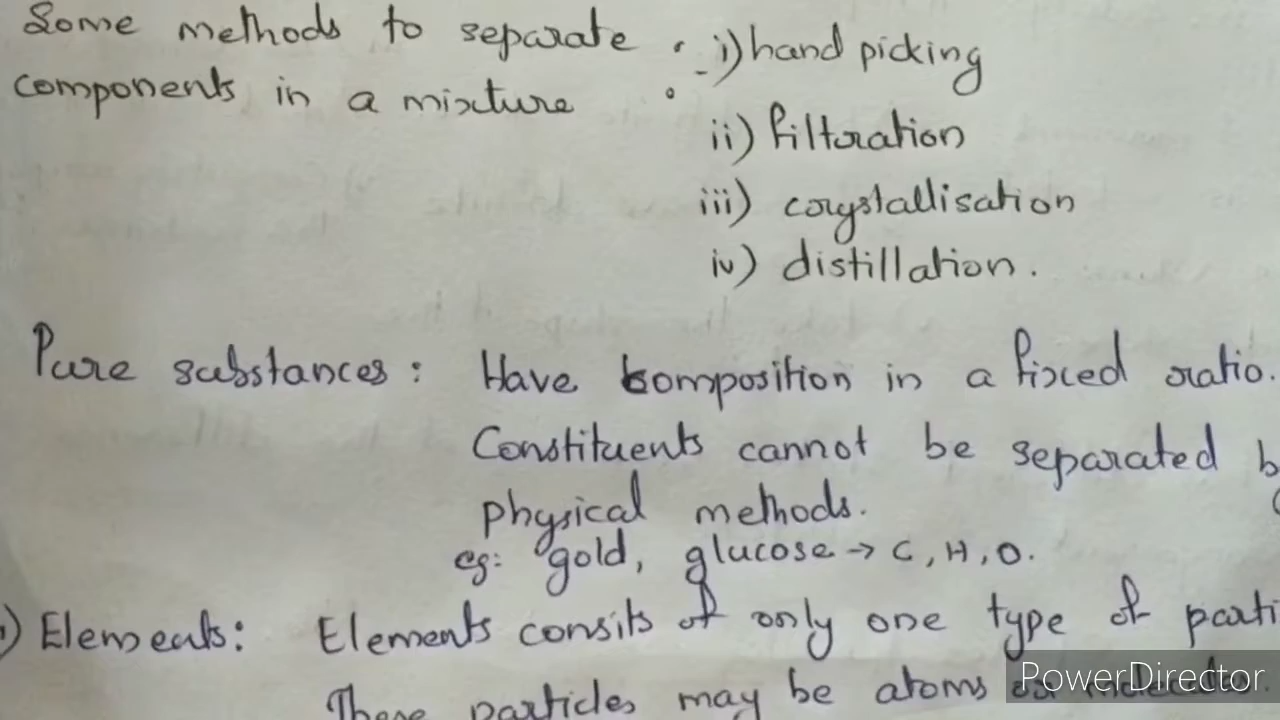 Some methods to separate : i) hand picking
components in a mixture
ii) filtration
iii) crystallisation
iv) distillation.
Pure substances : Have composition in a fixed ratio.
Constituents cannot be separated b
physical methods.
eg: gold, glucose → C, H, O.
) Elements: Elements consits of only one type of parti
These particles may be atoms or
PowerDirector